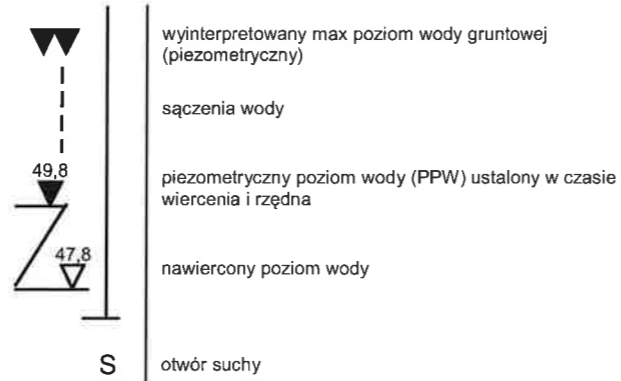 wyinterpretowany max poziom wody gruntowej
(piezometryczny)
sączenia wody
49,8
piezometryczny poziom wody (PPW) ustalony w czasie
wiercenia i rzędna
47,8
nawiercony poziom wody
S
otwór suchy